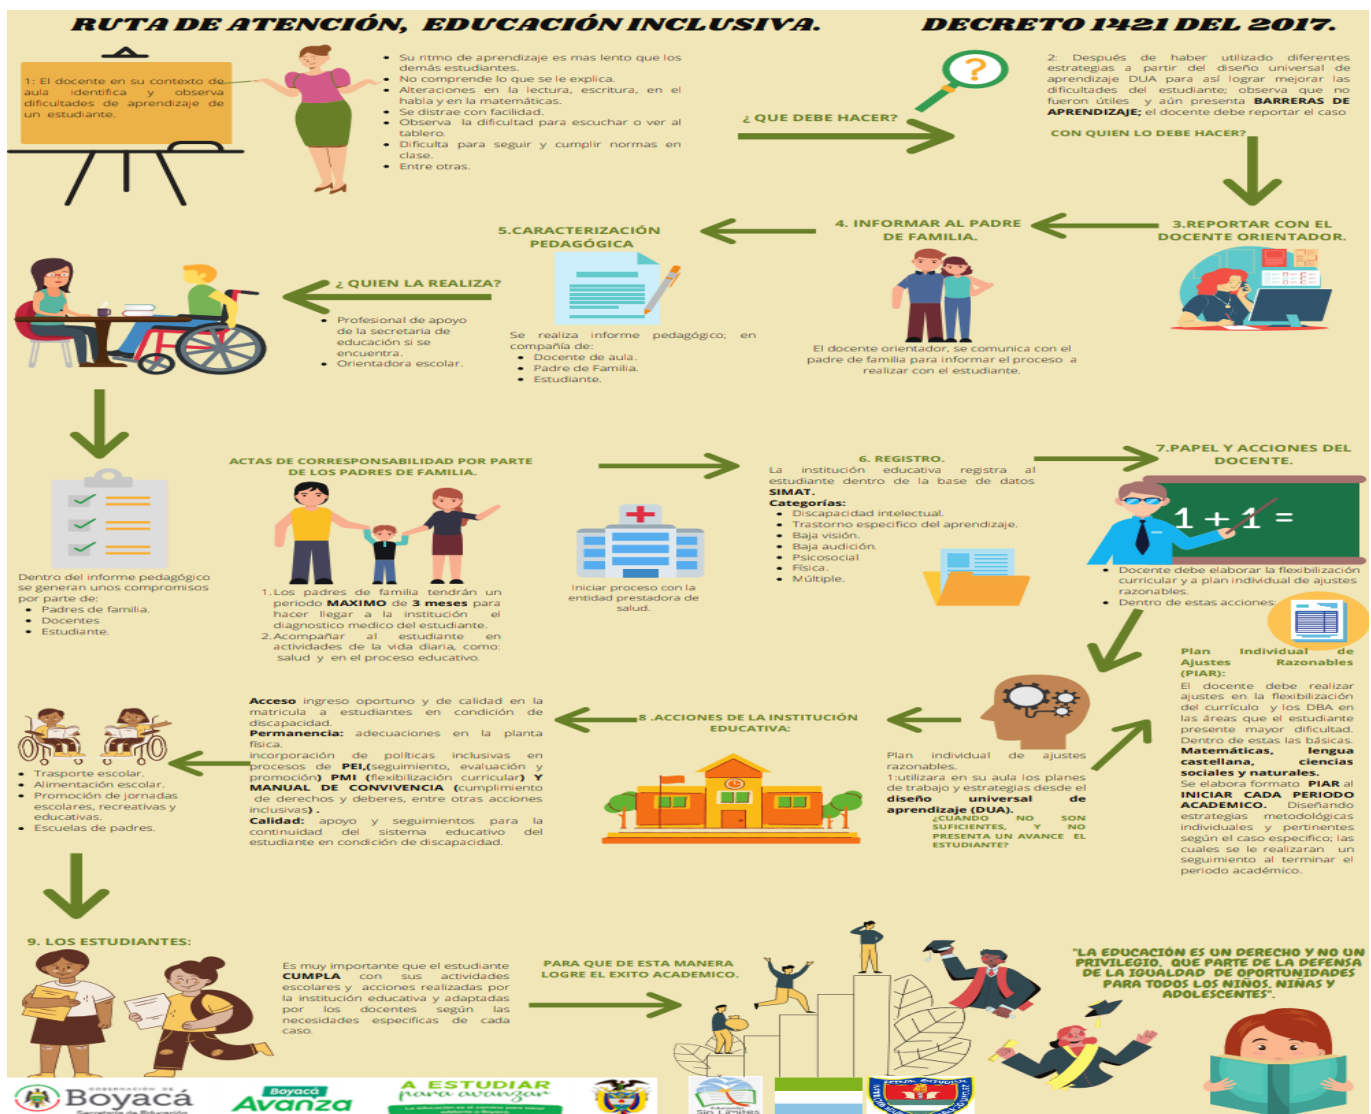 RUTA DE ATENCIÓN, EDUCACIÓN INCLUSIVA.
DECRETO 1421 DEL 2017.
1: El docente en su contexto de
aula identifica y observa
dificultades de aprendizaje de
un estudiante.
• Su ritmo de aprendizaje es mas lento que los
demás estudiantes.
• No comprende lo que se le explica.
• Alteraciones en la lectura, escritura, en el
habla y en la matemáticas.
• Se distrae con facilidad.
• Observa la dificultad para escuchar o ver al
tablero.
• Dificulta para seguir y cumplir normas en
clase.
• Entre otras.
¿ QUE DEBE HACER?
?
2: Después de haber utilizado diferentes
estrategias a partir del diseño universal de
aprendizaje DUA para así lograr mejorar las
dificultades del estudiante; observa que no
fueron útiles y aún presenta BARRERAS DE
APRENDIZAJE; el docente debe reportar el caso
CON QUIEN LO DEBE HACER?
3.REPORTAR CON EL
DOCENTE ORIENTADOR.
4. INFORMAR AL PADRE
DE FAMILIA.
El docente orientador, se comunica con el
padre de familia para informar el proceso a
realizar con el estudiante.
5.CARACTERIZACIÓN
PEDAGÓGICA
Se realiza informe pedagógico; en
compañía de:
• Docente de aula.
• Padre de Familia.
• Estudiante.
¿ QUIEN LA REALIZA?
• Profesional de apoyo
de la secretaria de
educación si se
encuentra.
• Orientadora escolar.
Dentro del informe pedagógico
se generan unos compromisos
por parte de:
• Padres de familia.
• Docentes
• Estudiante.
ACTAS DE CORRESPONSABILIDAD POR PARTE
DE LOS PADRES DE FAMILIA.
1. Los padres de familia tendrán un
periodo MAXIMO de 3 meses para
hacer llegar a la institución el
diagnostico medico del estudiante.
2. Acompañar al estudiante en
actividades de la vida diaria, como:
salud y en el proceso educativo.
Iniciar proceso con la
entidad prestadora de
salud.
6. REGISTRO.
La institución educativa registra al
estudiante dentro de la base de datos
SIMAT.
Categorías:
• Discapacidad intelectual.
• Trastorno especifico del aprendizaje.
• Baja visión.
• Baja audición.
• Psicosocial
• Física.
• Múltiple.
7.PAPEL Y ACCIONES DEL
DOCENTE.
1 + 1 =
• Docente debe elaborar la flexibilización
curricular y a plan individual de ajustes
razonables.
• Dentro de estas acciones:
Plan Individual de
Ajustes Razonables
(PIAR):
El docente debe realizar
ajustes en la flexibilización
del currículo y los DBA en
las áreas que el estudiante
presente mayor dificultad.
Dentro de estas las básicas.
Matemáticas, lengua
castellana, ciencias
sociales y naturales.
Se elabora formato PIAR al
INICIAR CADA PERIODO
ACADEMICO. Diseñando
estrategias metodológicas
individuales y pertinentes
según el caso especifico; las
cuales se le realizaran un
seguimiento al terminar el
periodo académico.
Plan individual de ajustes
razonables.
1:utilizara en su aula los planes
de trabajo y estrategias desde el
diseño universal de
aprendizaje (DUA).
¿CUANDO NO SON
SUFICIENTES, Y NO
PRESENTA UN AVANCE EL
ESTUDIANTE?
8 .ACCIONES DE LA INSTITUCIÓN
EDUCATIVA:
Acceso ingreso oportuno y de calidad en la
matricula a estudiantes en condición de
discapacidad.
Permanencia: adecuaciones en la planta
física.
incorporación de políticas inclusivas en
procesos de PEI,(seguimiento, evaluación y
promoción) PMI (flexibilización curricular) Y
MANUAL DE CONVIVENCIA (cumplimiento
de derechos y deberes, entre otras acciones
inclusivas) .
Calidad: apoyo y seguimientos para la
continuidad del sistema educativo del
estudiante en condición de discapacidad.
• Trasporte escolar.
• Alimentación escolar.
• Promoción de jornadas
escolares, recreativas y
educativas.
• Escuelas de padres.
9. LOS ESTUDIANTES:
Es muy importante que el estudiante
CUMPLA con sus actividades
escolares y acciones realizadas por
la institución educativa y adaptadas
por los docentes según las
necesidades especificas de cada
caso.
PARA QUE DE ESTA MANERA
LOGRE EL EXITO ACADEMICO.
"LA EDUCACIÓN ES UN DERECHO Y NO UN
PRIVILEGIO, QUE PARTE DE LA DEFENSA
DE LA IGUALDAD DE OPORTUNIDADES
PARA TODOS LOS NIÑOS, NIÑAS Y
ADOLESCENTES".
GOBERNACIÓN DE
Boyacá
Secretaría de Educación
Boyacá
Avanza
A ESTUDIAR
para avanzar
Sin Límites